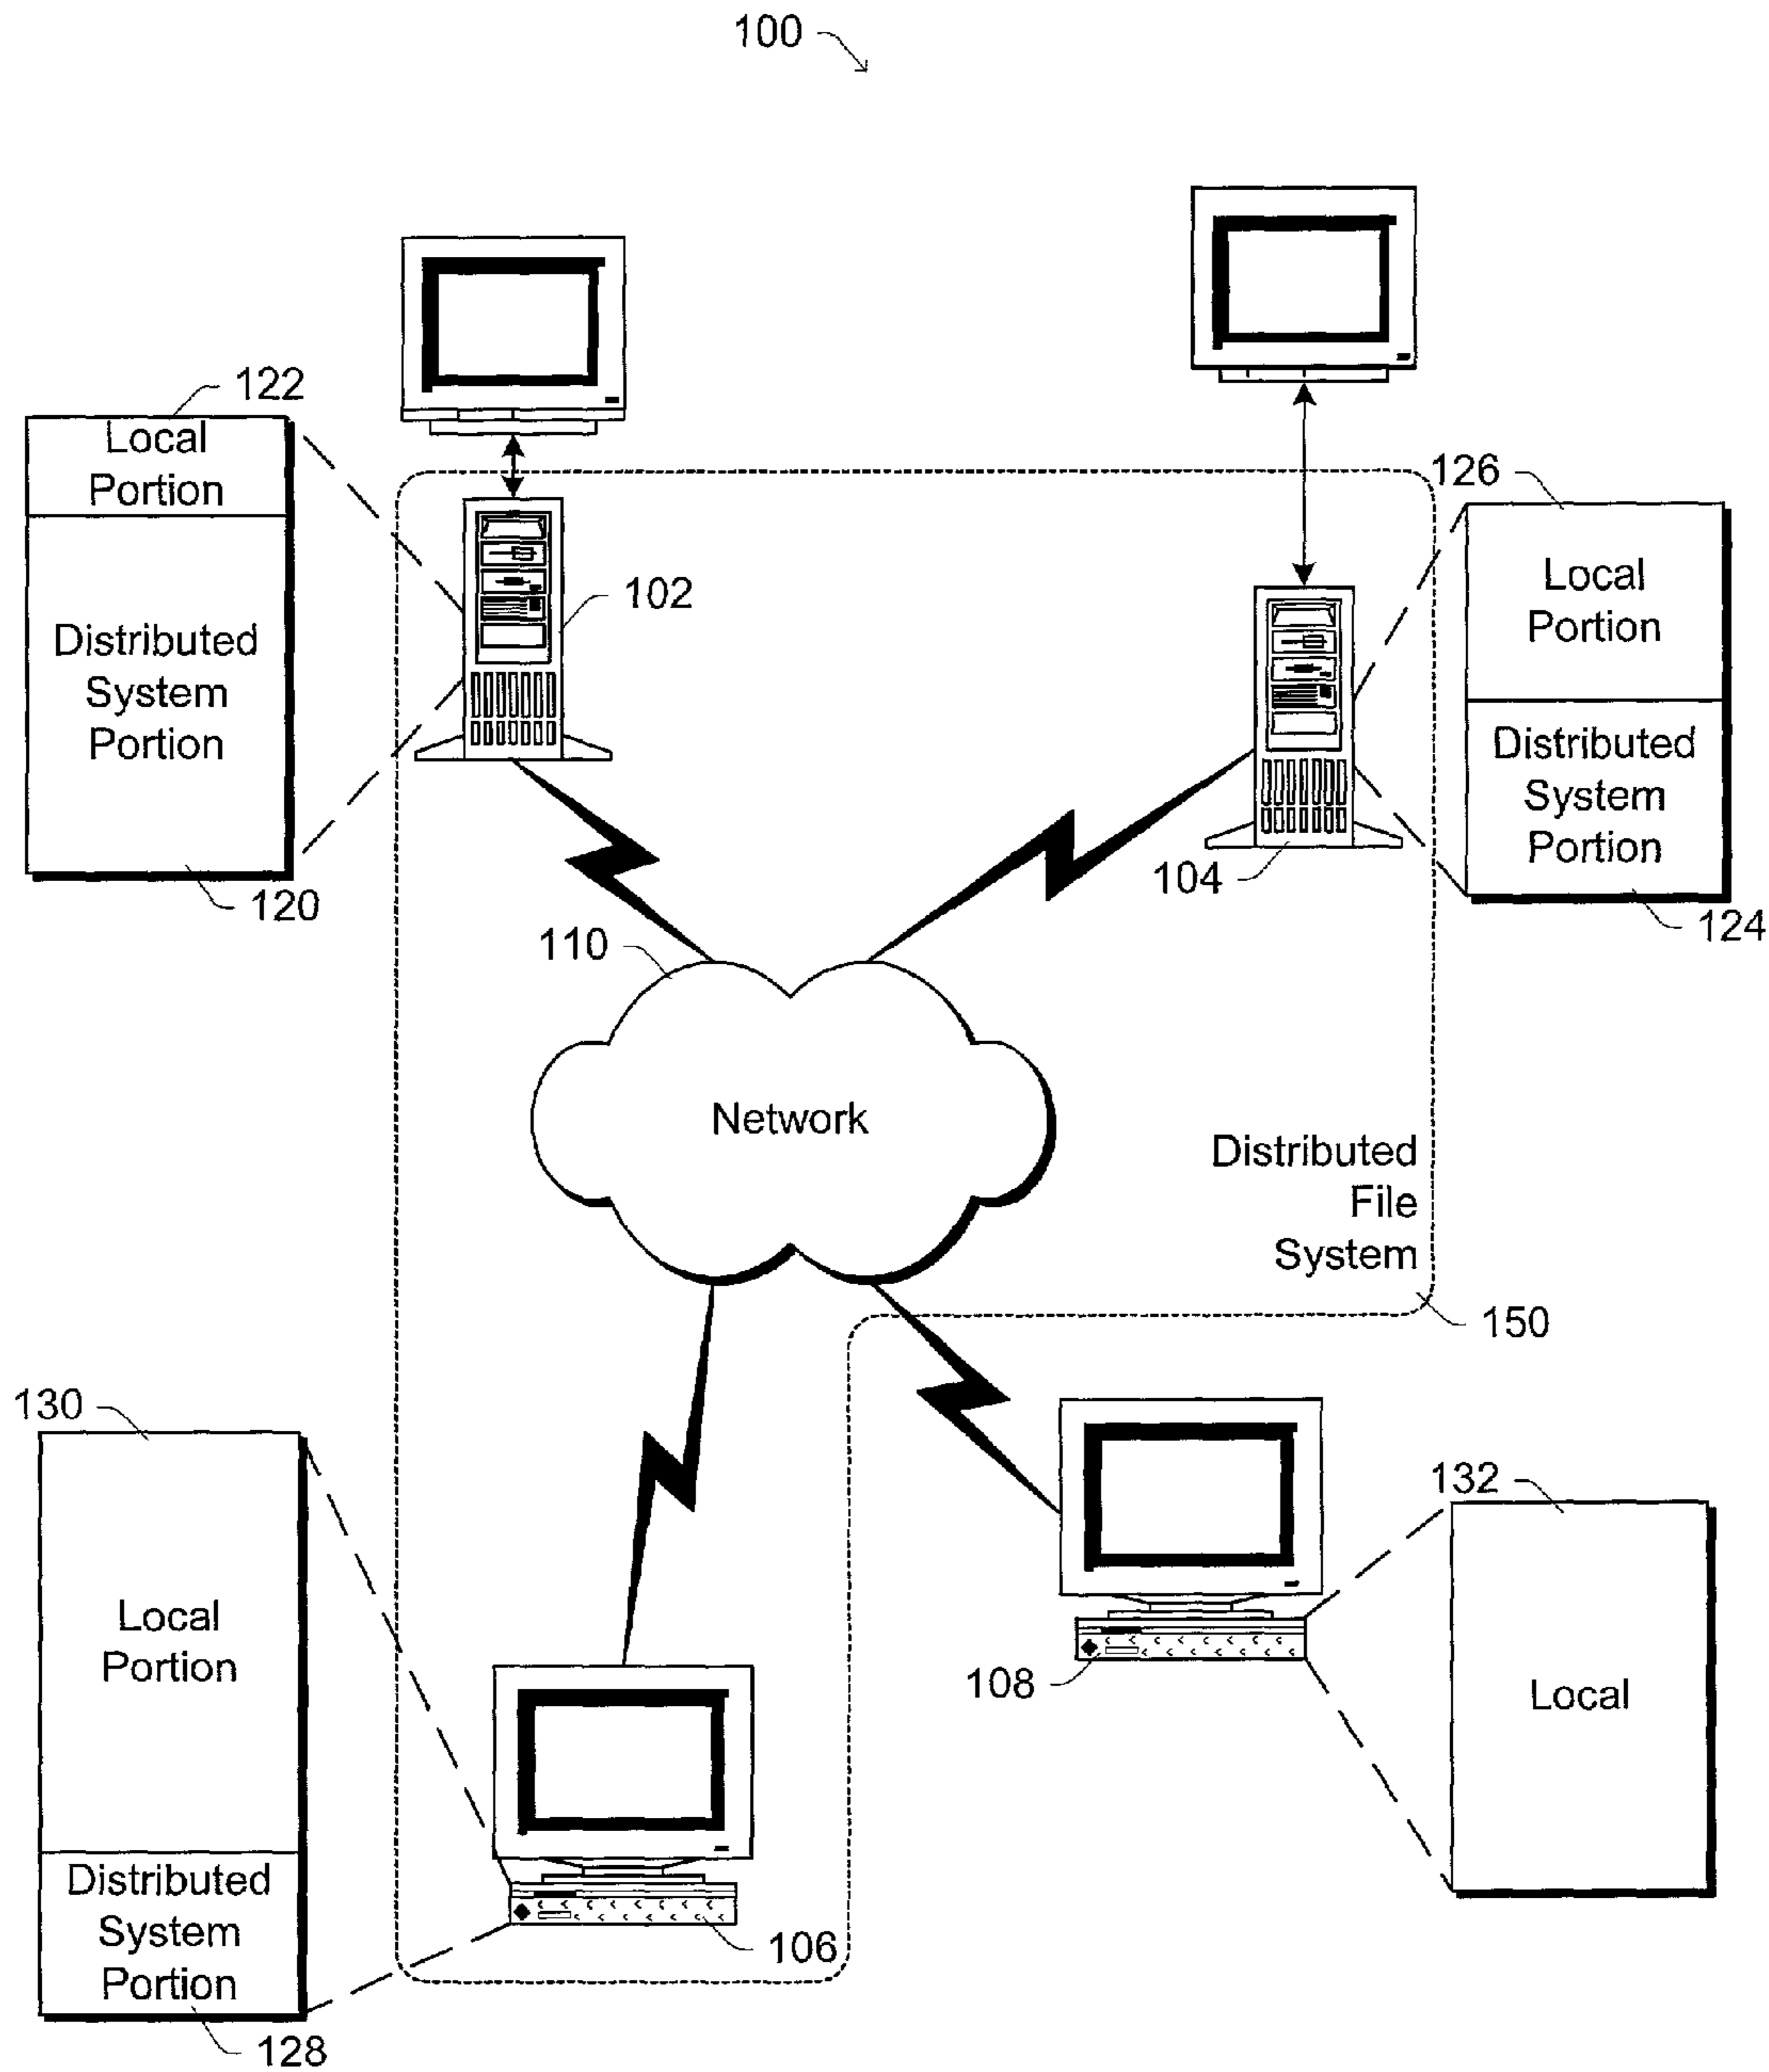 100
122
Local
Portion
Distributed
System
Portion
120
102
126
Local
Portion
Distributed
System
Portion
124
104
110
Network
Distributed
File
System
150
130
Local
Portion
Distributed
System
Portion
128
106
108
132
Local